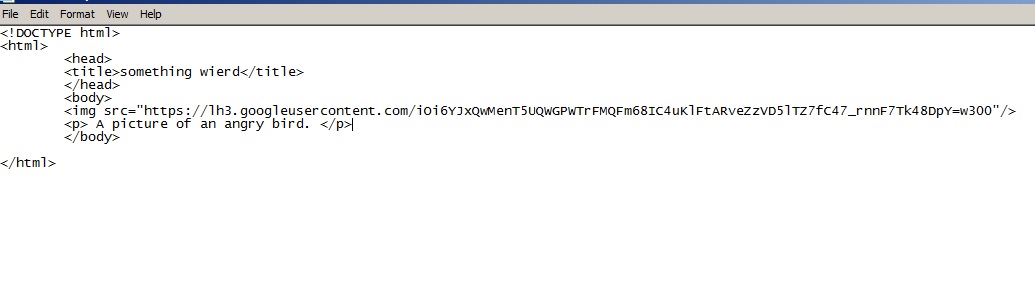 File Edit Format View Help
<!DOCTYPE html>
<html>
<head>
<title>something wierd</title>
</head>
<body>
<img src="https://lh3.googleusercontent.com/iOi6YJxQwMenT5UQWGPWTrFMQFm68IC4uKlFtARveZzVD5lTZ7fC47_rnnF7Tk48DpY=w300"/>
<p> A picture of an angry bird. </p>
</body>
</html>